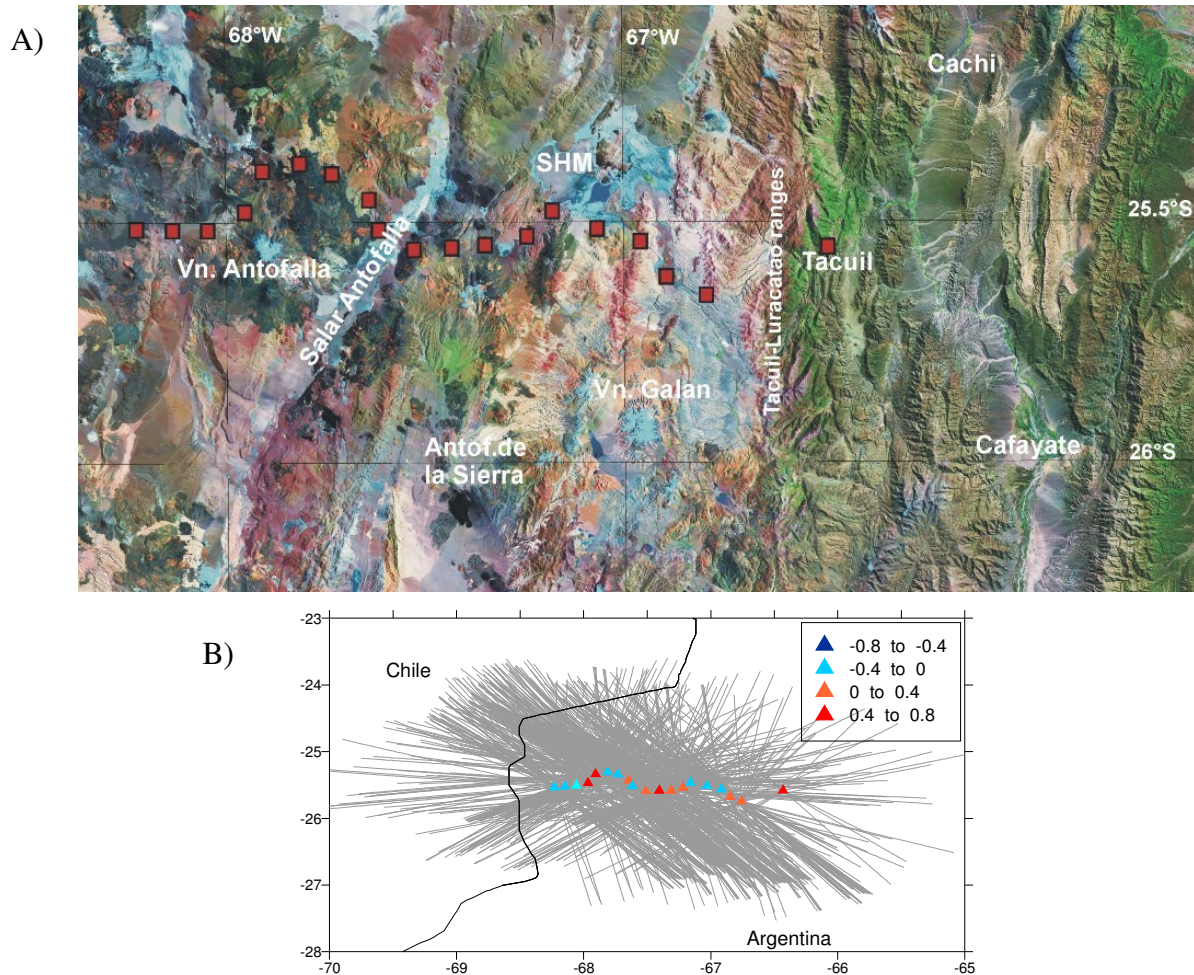 A)
68°W
67°W
Cachi
SHM
25.5°S
Vn. Antofalla
Salar Antofalla
Tacuil
Tacuil-Luracatao ranges
Vn. Galan
Antof.de
la Sierra
Cafayate
26°S
B)
-23
-24
-25
-26
-27
-28
Chile
-0.8 to -0.4
-0.4 to 0
0 to 0.4
0.4 to 0.8
Argentina
-70 -69 -68 -67 -66 -65